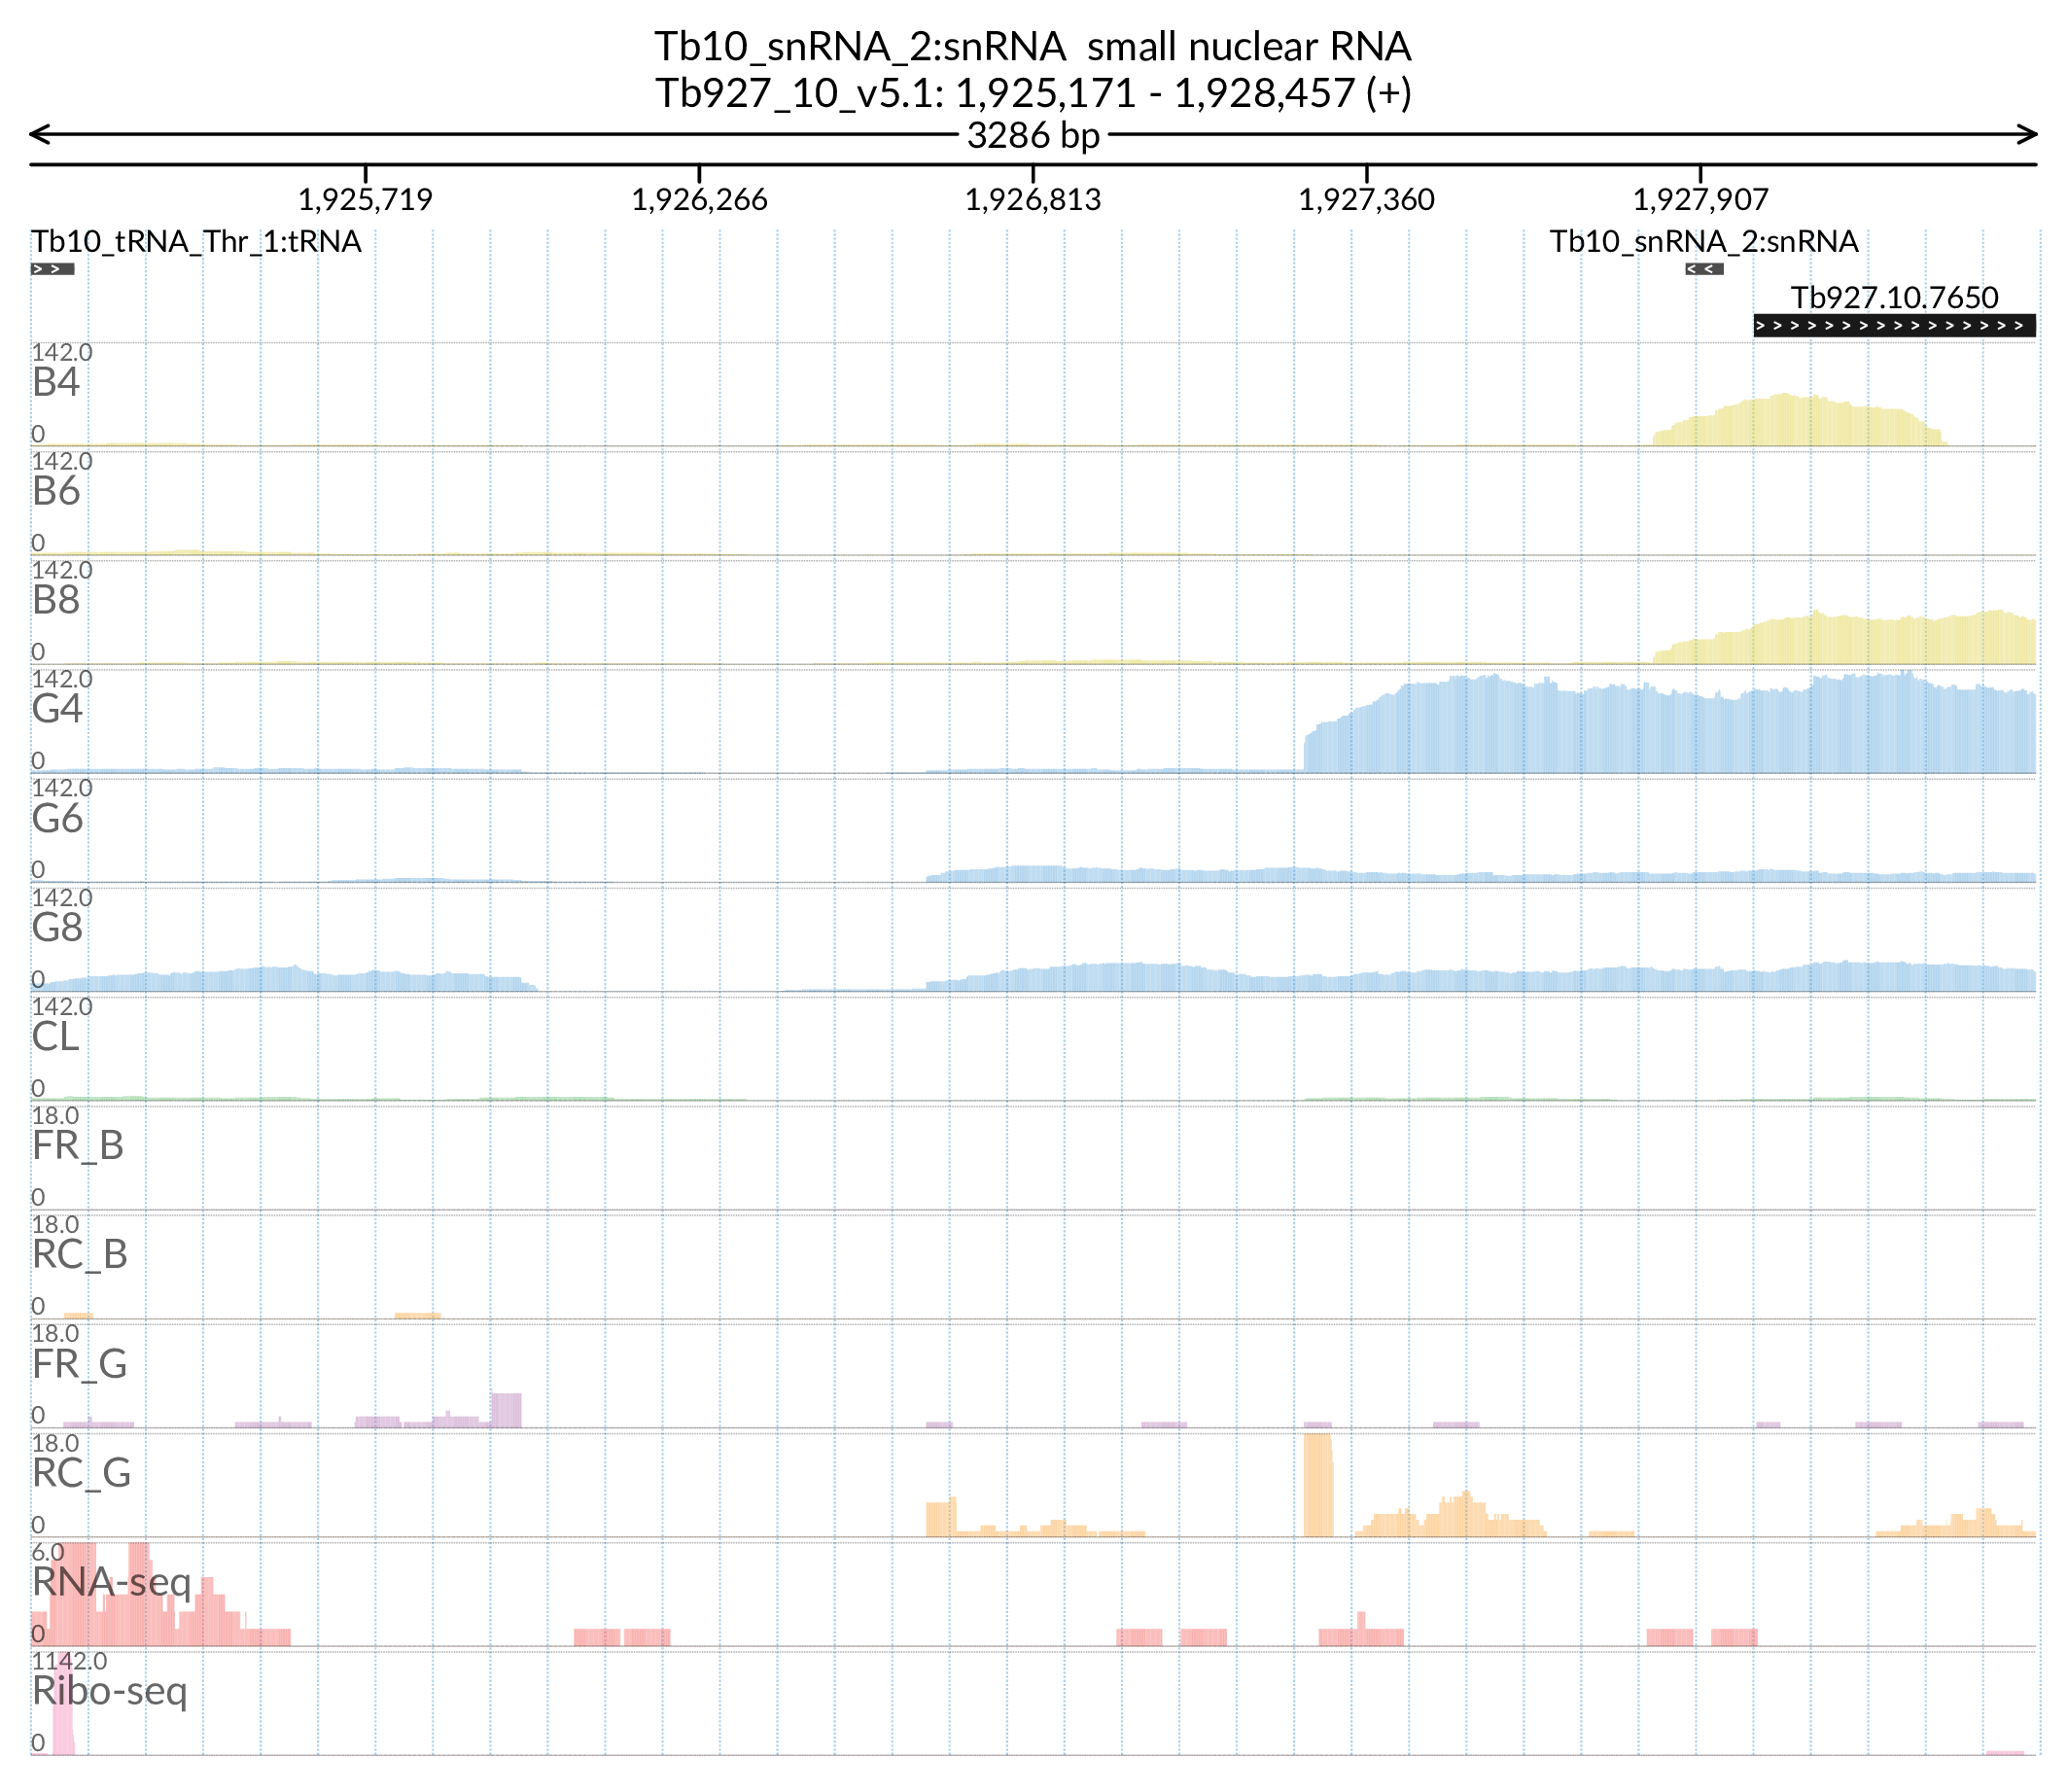 Tb10_snRNA_2:snRNA small nuclear RNA
Tb927_10_v5.1: 1,925,171 - 1,928,457 (+)
3286 bp
1,925,719 1,926,266 1,926,813 1,927,360 1,927,907
Tb10_tRNA_Thr_1:tRNA Tb10_snRNA_2:snRNA
> > < <
Tb927.10.7650
> > > > > > > > > > > > > > > >
142.0
B4
0
142.0
B6
0
142.0
B8
0
142.0
G4
0
142.0
G6
0
142.0
G8
0
142.0
CL
0
18.0
FR_B
0
18.0
RC_B
0
18.0
FR_G
0
18.0
RC_G
0
6.0
RNA-seq
0
1142.0
Ribo-seq
0